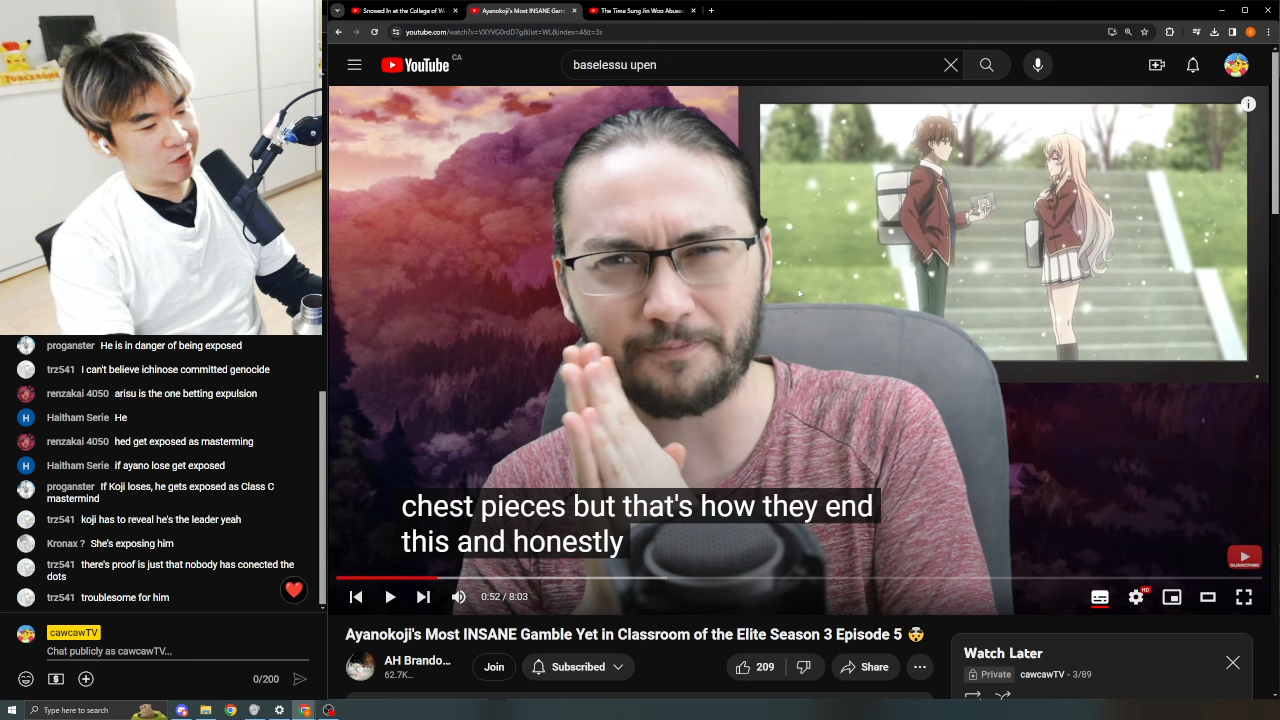 TOBLERONE
Snowed In at the College of W
Ayanokoji's Most INSANE Gam
The Time Sung Jin Woo Abuse
youtube.com/watch?v=VXYVG0rdD7g&list=WL&index=4&t=3s
YouTube CA
baselessu upen
chest pieces but that's how they end
this and honestly
SUBSCRIBE
0:52 / 8:03
HD
Ayanokoji's Most INSANE Gamble Yet in Classroom of the Elite Season 3 Episode 5 🤯
AH Brando...
62.7K...
Join
Subscribed
209
Share
Watch Later
Private cawcawTV - 3/89
proganster He is in danger of being exposed
trz541 I can't believe ichinose committed genocide
renzakai 4050 arisu is the one betting expulsion
H Haitham Serie He
renzakai 4050 hed get exposed as masterming
H Haitham Serie if ayano lose get exposed
proganster If Koji loses, he gets exposed as Class C
mastermind
trz541 koji has to reveal he's the leader yeah
Kronax ? She's exposing him
trz541 there's proof is just that nobody has conected the
dots
trz541 troublesome for him
cawcawTV
Chat publicly as cawcawTV...
0/200
Type here to search